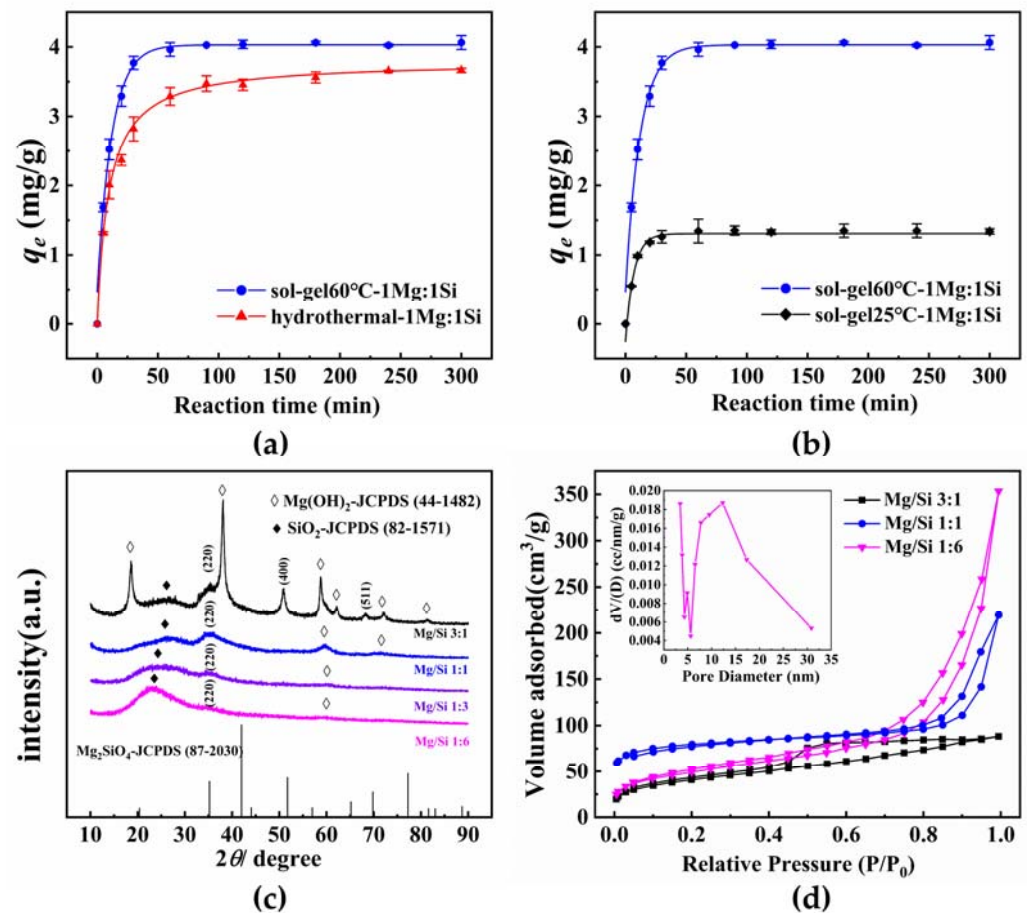 4
3
2
1
0
qe (mg/g)
sol-gel60°C-1Mg:1Si
hydrothermal-1Mg:1Si
0 50 100 150 200 250 300
Reaction time (min)
(a)
4
3
2
1
0
qe (mg/g)
sol-gel60°C-1Mg:1Si
sol-gel25°C-1Mg:1Si
0 50 100 150 200 250 300
Reaction time (min)
(b)
intensity(a.u.)
◇ Mg(OH)2-JCPDS (44-1482)
◆ SiO2-JCPDS (82-1571)
(220)
(400)
(511)
Mg/Si 3:1
(220)
Mg/Si 1:1
(220)
Mg/Si 1:3
(220)
Mg/Si 1:6
Mg2SiO4-JCPDS (87-2030)
10 20 30 40 50 60 70 80 90
2θ/ degree
(c)
Volume adsorbed(cm3/g)
350
300
250
200
150
100
50
0
dV/(D) (cc/nm/g)
0.020
0.018
0.016
0.014
0.012
0.010
0.008
0.006
0.004
0 5 10 15 20 25 30 35
Pore Diameter (nm)
Mg/Si 3:1
Mg/Si 1:1
Mg/Si 1:6
0.0 0.2 0.4 0.6 0.8 1.0
Relative Pressure (P/P0)
(d)